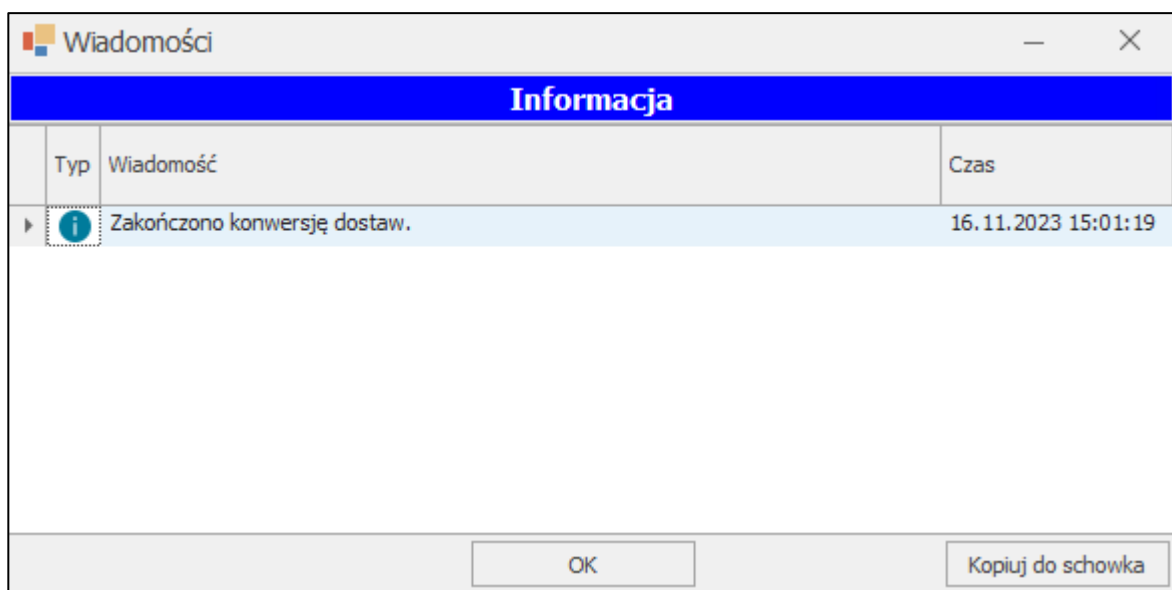 Wiadomości
Informacja
Typ Wiadomość Czas
Zakończono konwersję dostaw. 16.11.2023 15:01:19
OK Kopiuj do schowka